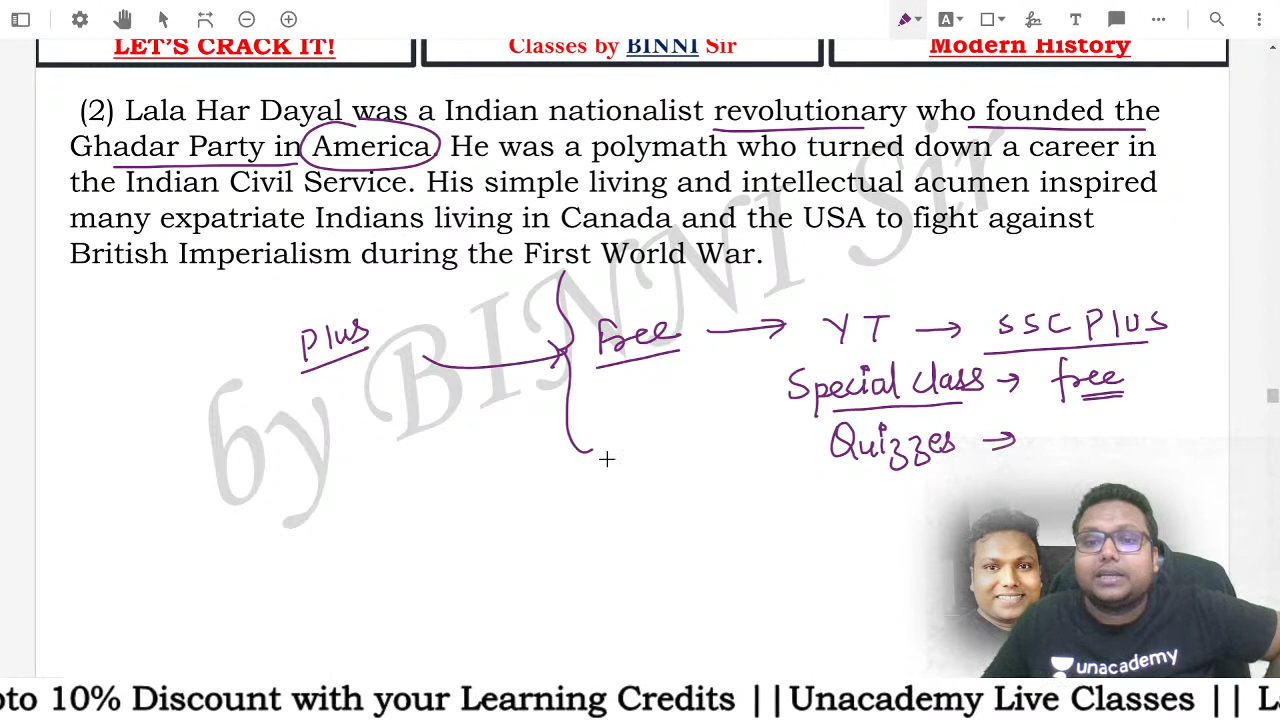 LET'S CRACK IT!
Classes by BINNI Sir
Modern History
(2) Lala Har Dayal was a Indian nationalist revolutionary who founded the
Ghadar Party in America. He was a polymath who turned down a career in
the Indian Civil Service. His simple living and intellectual acumen inspired
many expatriate Indians living in Canada and the USA to fight against
British Imperialism during the First World War.
by BINNI Sir
Plus → Free → YT → SSC PLUS
Special class → free
Quizzes →
unacademy
oto 10% Discount with your Learning Credits ||Unacademy Live Classes || L